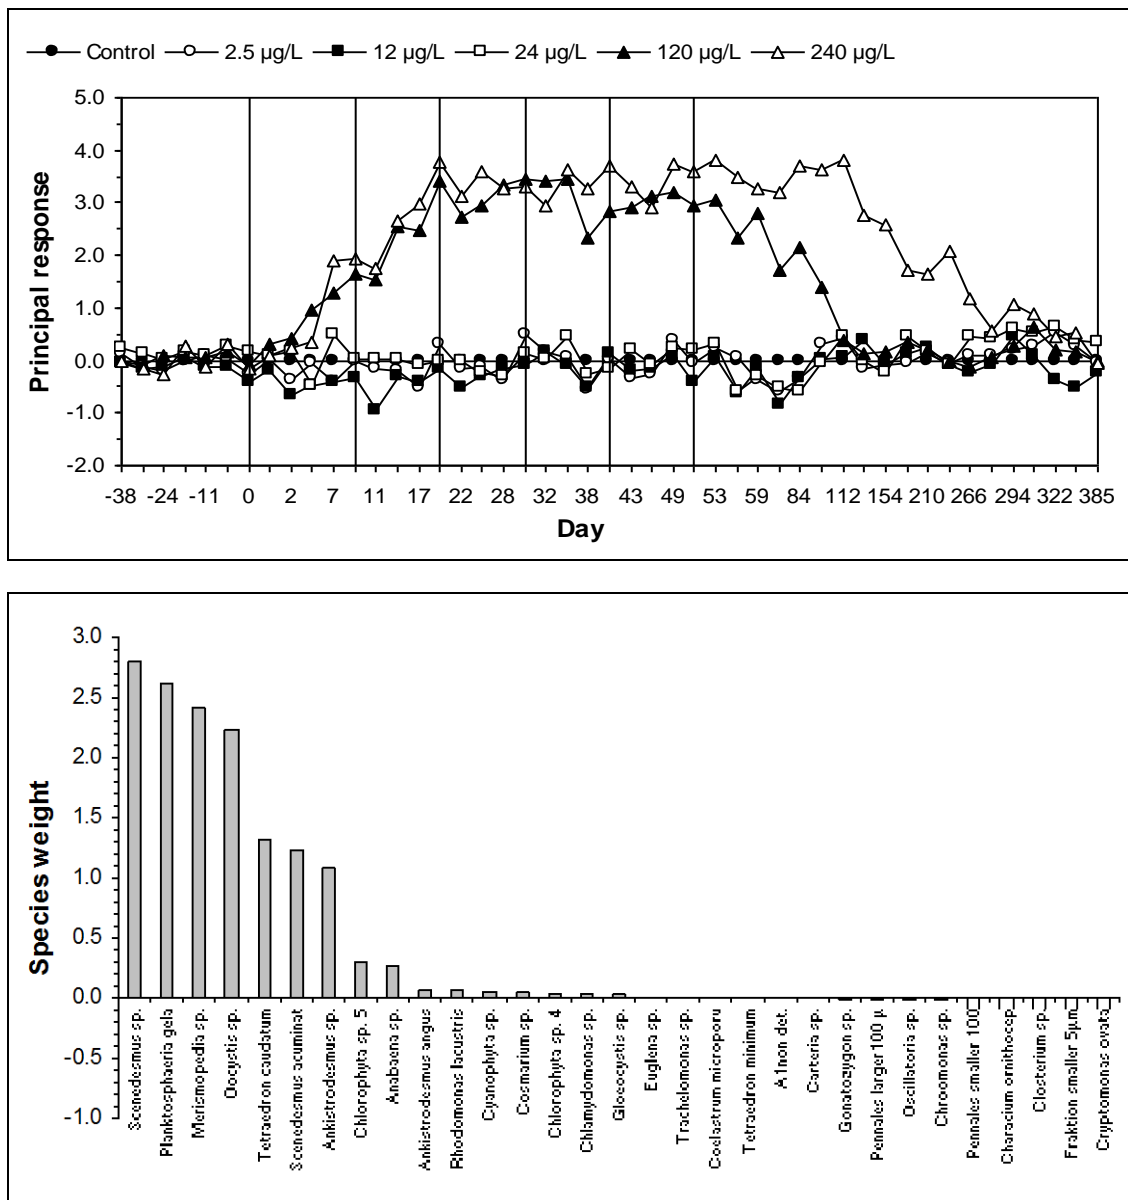 Control 2.5 µg/L 12 µg/L 24 µg/L 120 µg/L 240 µg/L
5.0
4.0
3.0
2.0
1.0
0.0
-1.0
-2.0
Principal response
-38 -24 -11 0 2 7 11 17 22 28 32 38 43 49 53 59 84 112 154 210 266 294 322 385
Day
3.0
2.5
2.0
1.5
1.0
0.5
0.0
-0.5
-1.0
Species weight
Scenedesmus sp.
Planktosphaeria gela
Merismopedia sp.
Oocystis sp.
Tetraedron caudatum
Scenedesmus acuminat
Ankistrodesmus sp.
Chlorophyta sp. 5
Anabaena sp.
Ankistrodesmus angus
Rhodomonas lacustris
Cyanophyta sp.
Cosmarium sp.
Chlorophyta sp. 4
Chlamydomonas sp.
Gloeocystis sp.
Euglena sp.
Trachelomonas sp.
Coelastrum microporu
Tetraedron minimum
A1non det.
Carteria sp.
Gonatozygon sp.
Pennales larger 100 µ
Oscillatoria sp.
Chroomonas sp.
Pennales smaller 100
Characium ornithocep
Closterium sp.
Fraktion smaller 5µm
Cryptomonas ovata